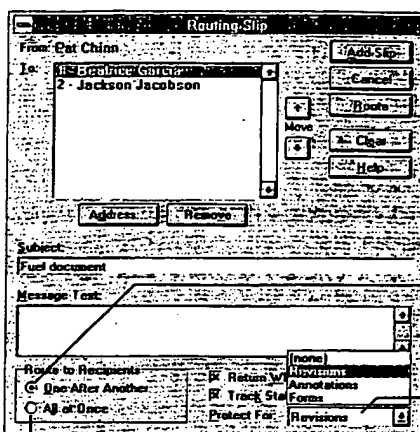 Routing Slip
From: Pat Chinn
To:
1 - Beatrice Garcia
2 - Jackson Jacobson
Add Slip
Cancel
Route
Move
Clear
Help
Address...
Remove
Subject:
Fuel document
Message Text:
Route to Recipients
One After Another
All at Once
Return
Track
Protect For:
(none)
Revisions
Annotations
Forms
Revisions